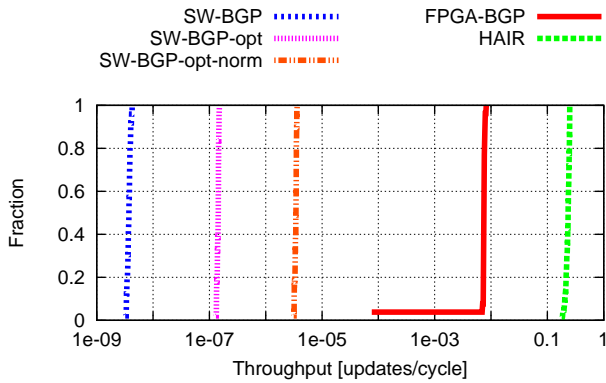 SW-BGP
SW-BGP-opt
SW-BGP-opt-norm
FPGA-BGP
HAIR
Fraction
1
0.8
0.6
0.4
0.2
0
1e-09 1e-07 1e-05 1e-03 0.1 1
Throughput [updates/cycle]